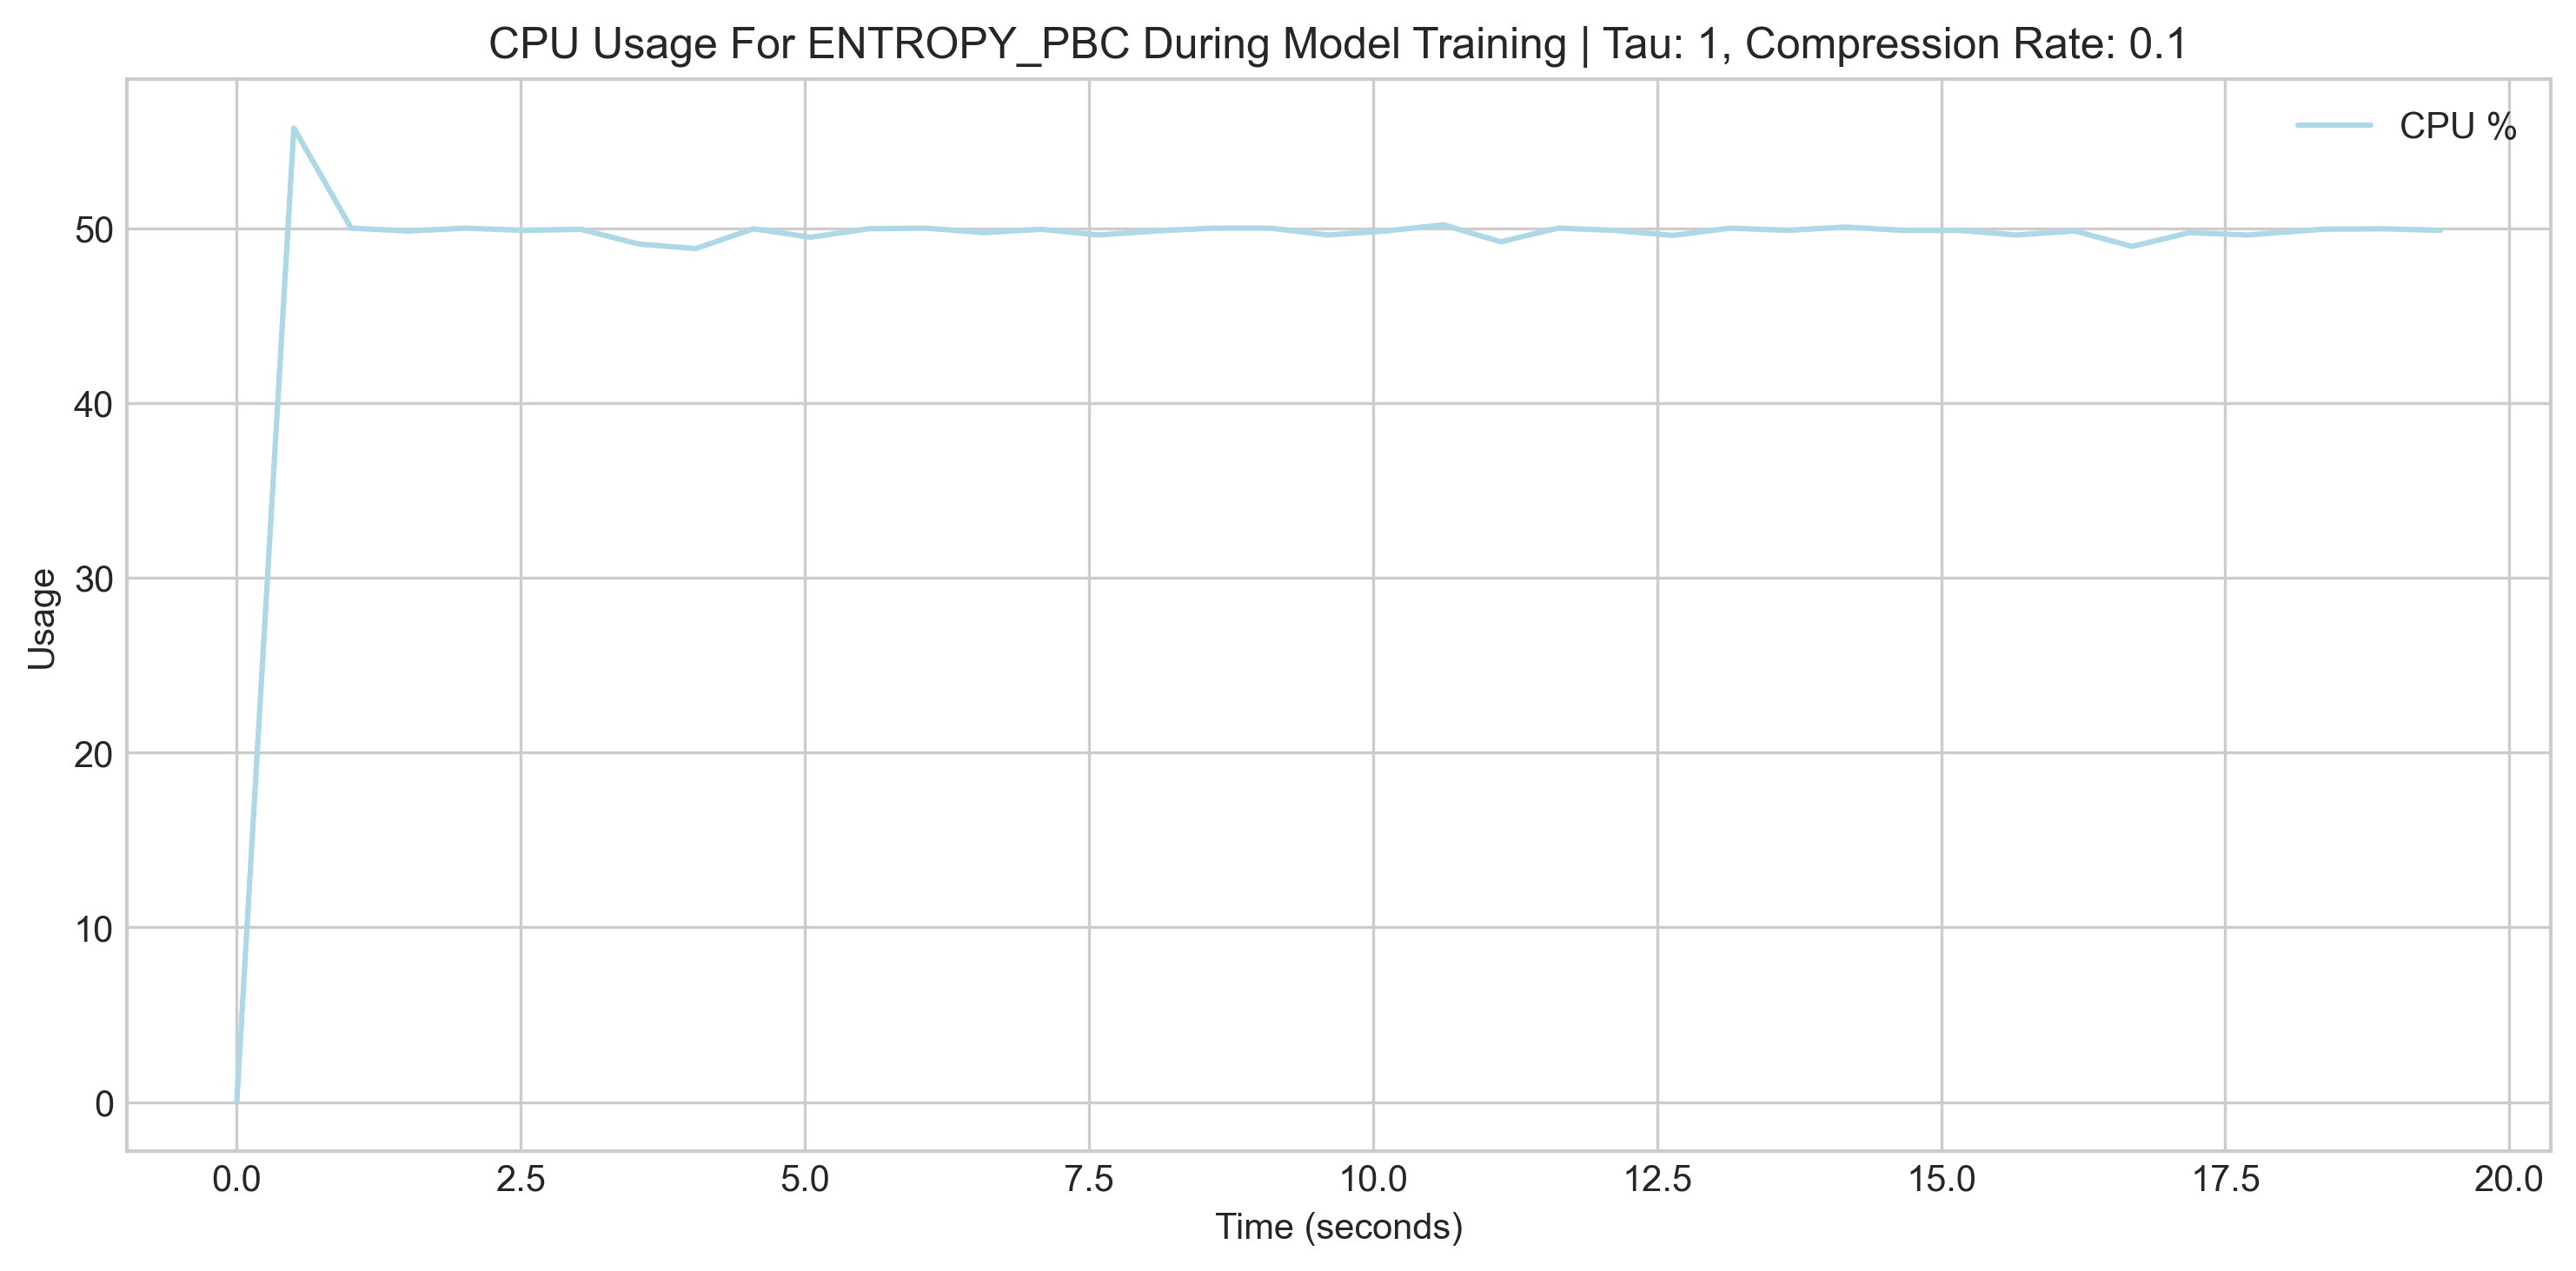 CPU Usage For ENTROPY_PBC During Model Training | Tau: 1, Compression Rate: 0.1
CPU %
50
40
30
20
10
0
Usage
0.0 2.5 5.0 7.5 10.0 12.5 15.0 17.5 20.0
Time (seconds)